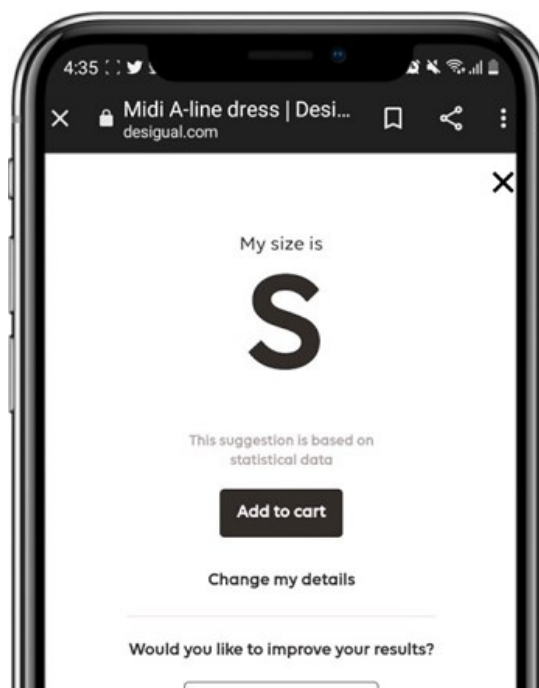 4:35
Midi A-line dress | Desi...
desigual.com
My size is
S
This suggestion is based on
statistical data
Add to cart
Change my details
Would you like to improve your results?